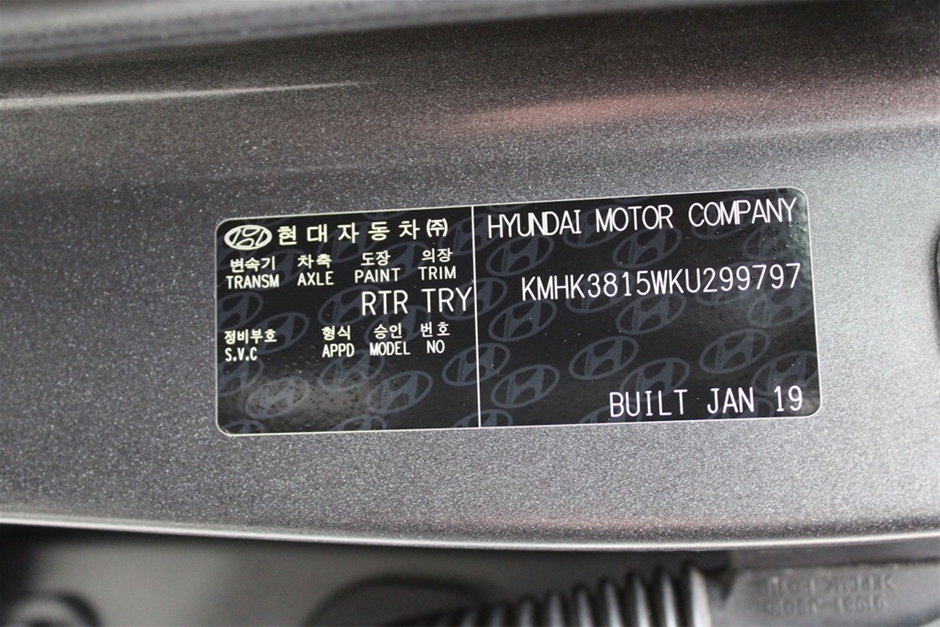 현대자동차㈜
변속기 차축 도장 의장
TRANSM AXLE PAINT TRIM
RTR TRY
정비부호 형식 승인 번호
S.V.C APPD MODEL NO
HYUNDAI MOTOR COMPANY
KMHK3815WKU299797
BUILT JAN 19